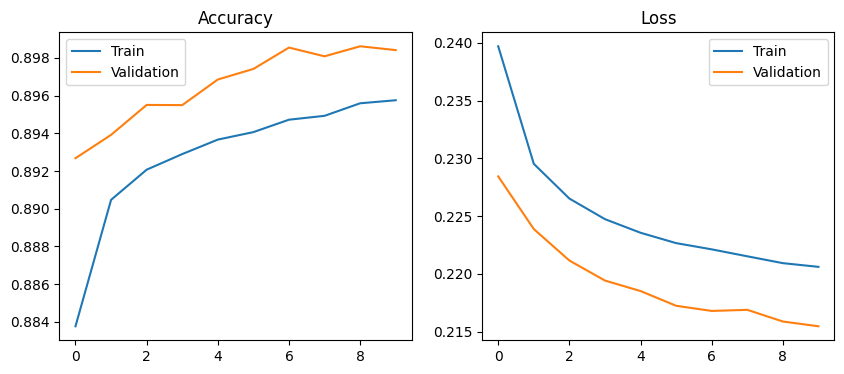 Accuracy
Train
Validation
0.898
0.896
0.894
0.892
0.890
0.888
0.886
0.884
0 2 4 6 8
Loss
Train
Validation
0.240
0.235
0.230
0.225
0.220
0.215
0 2 4 6 8